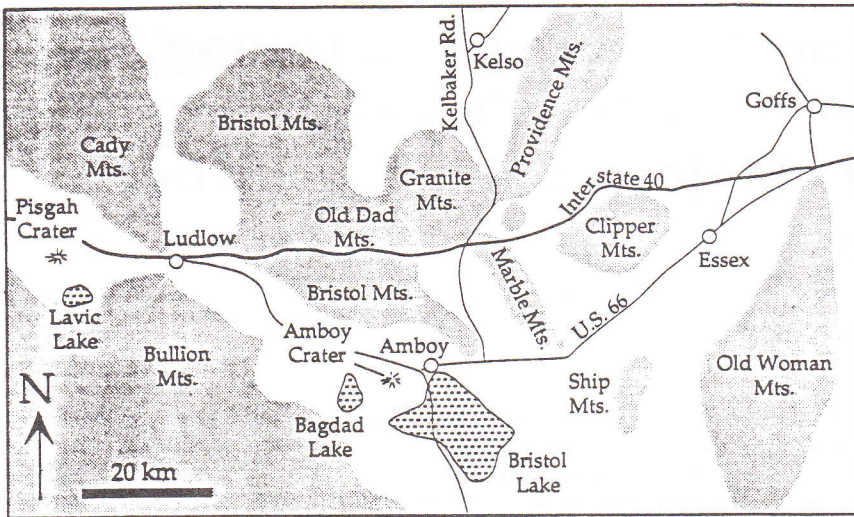 Kelbaker Rd.
Kelso
Providence Mts.
Goffs
Bristol Mts.
Cady
Mts.
Granite
Mts.
Interstate 40
Pisgah
Crater
Ludlow
Old Dad
Mts.
Clipper
Mts.
Essex
Marble Mts.
Bristol Mts.
U.S. 66
Lavic
Lake
Bullion
Mts.
Amboy
Crater
Amboy
Old Woman
Mts.
Ship
Mts.
N
Bagdad
Lake
Bristol
Lake
20 km